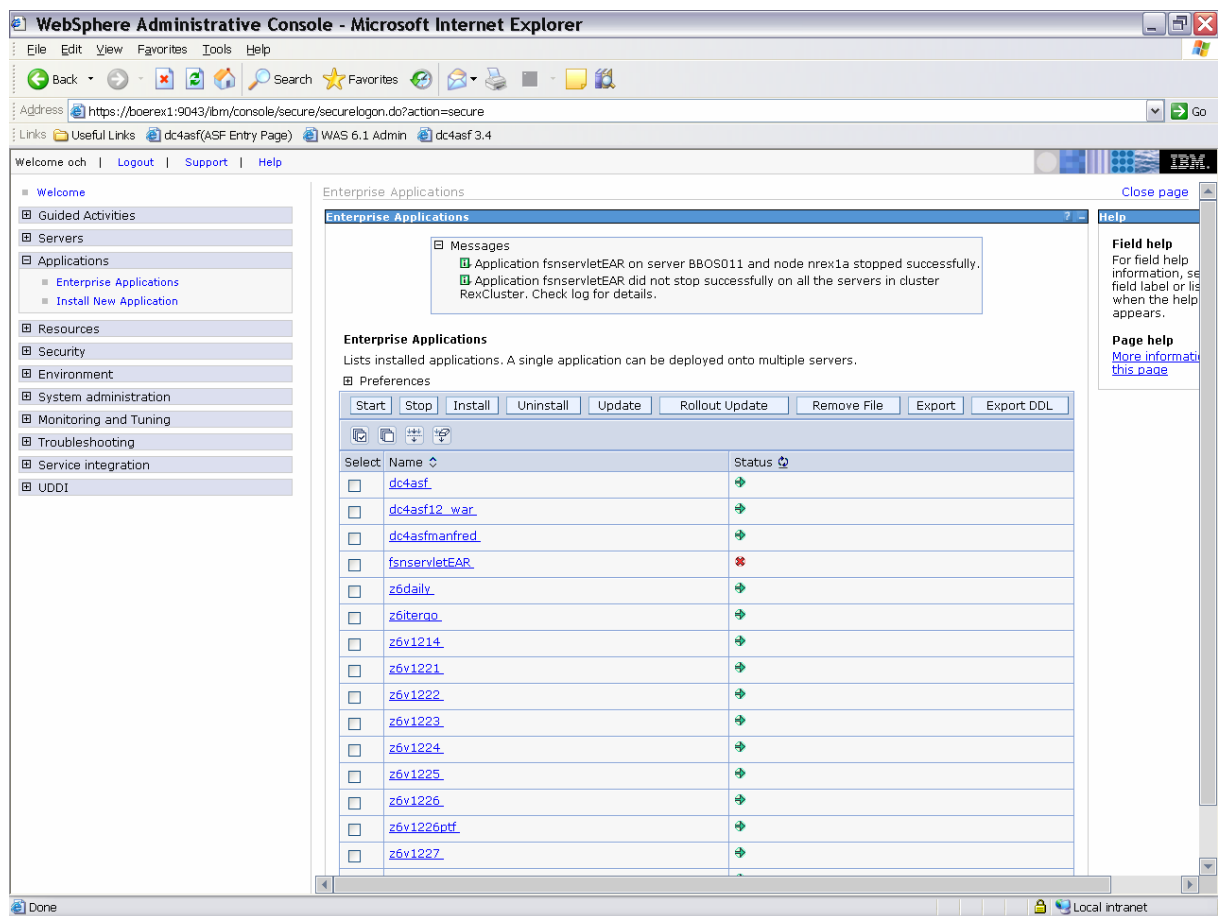 WebSphere Administrative Console - Microsoft Internet Explorer
File Edit View Favorites Tools Help
Back Search Favorites
Address https://boerex1:9043/ibm/console/secure/securelogon.do?action=secure Go
Links Useful Links dc4asf(ASF Entry Page) WAS 6.1 Admin dc4asf 3.4
Welcome och | Logout | Support | Help IBM.
Welcome
Guided Activities
Servers
Applications
Enterprise Applications
Install New Application
Resources
Security
Environment
System administration
Monitoring and Tuning
Troubleshooting
Service integration
UDDI
Enterprise Applications Close page
Enterprise Applications ? –
Messages
Application fsnservletEAR on server BBOS011 and node nrex1a stopped successfully.
Application fsnservletEAR did not stop successfully on all the servers in cluster
RexCluster. Check log for details.
Enterprise Applications
Lists installed applications. A single application can be deployed onto multiple servers.
Preferences
Start Stop Install Uninstall Update Rollout Update Remove File Export Export DDL
Select Name Status
dc4asf
dc4asf12_war
dc4asfmanfred
fsnservletEAR
z6daily
z6itergo
z6v1214
z6v1221
z6v1222
z6v1223
z6v1224
z6v1225
z6v1226
z6v1226ptf
z6v1227
Help
Field help
For field help
information, se
field label or lis
when the help
appears.
Page help
More informati
this page
Done Local intranet